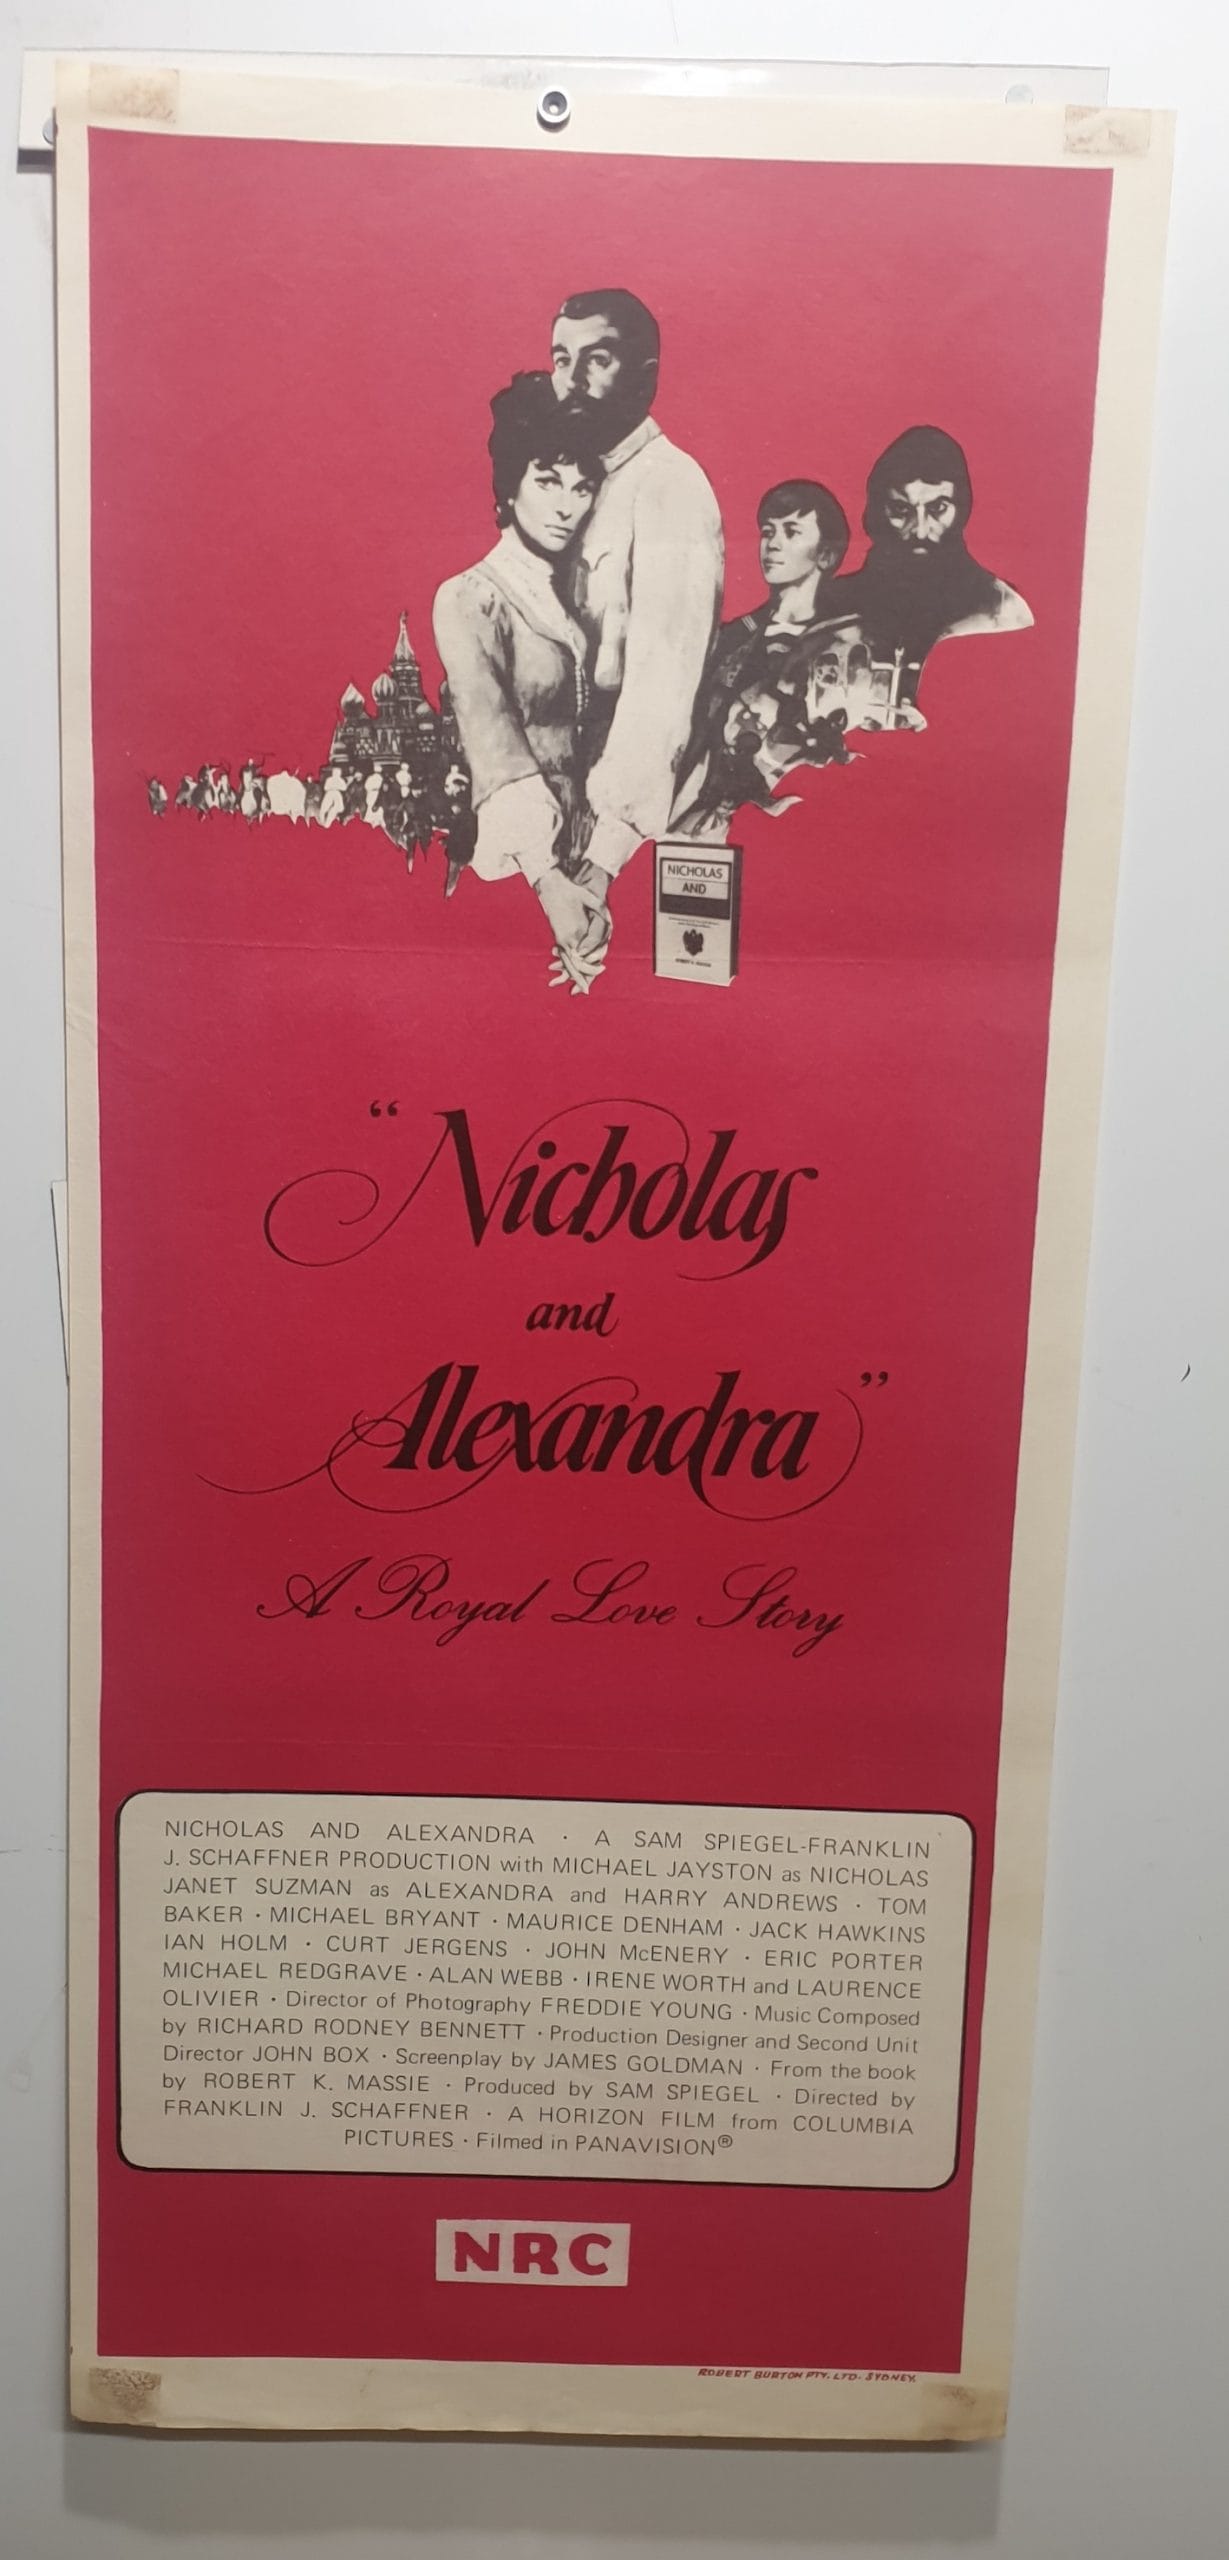 NICHOLAS
AND
“Nicholas
and
Alexandra”
A Royal Love Story
NICHOLAS AND ALEXANDRA · A SAM SPIEGEL-FRANKLIN
J. SCHAFFNER PRODUCTION with MICHAEL JAYSTON as NICHOLAS
JANET SUZMAN as ALEXANDRA and HARRY ANDREWS · TOM
BAKER · MICHAEL BRYANT · MAURICE DENHAM · JACK HAWKINS
IAN HOLM · CURT JERGENS · JOHN McENERY · ERIC PORTER
MICHAEL REDGRAVE · ALAN WEBB · IRENE WORTH and LAURENCE
OLIVIER · Director of Photography FREDDIE YOUNG · Music Composed
by RICHARD RODNEY BENNETT · Production Designer and Second Unit
Director JOHN BOX · Screenplay by JAMES GOLDMAN · From the book
by ROBERT K. MASSIE · Produced by SAM SPIEGEL · Directed by
FRANKLIN J. SCHAFFNER · A HORIZON FILM from COLUMBIA
PICTURES · Filmed in PANAVISION®
NRC
ROBERT BURTON PTY. LTD. SYDNEY.